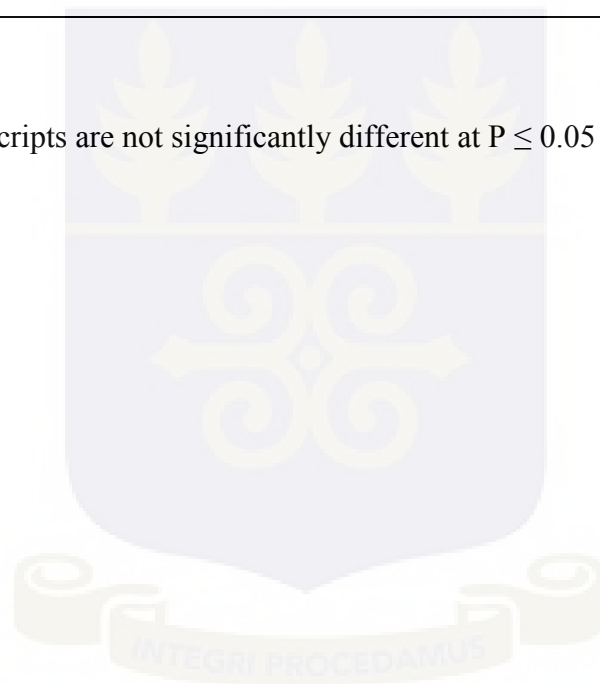 cripts are not significantly different at P ≤ 0.05
INTEGRI PROCEDAMUS